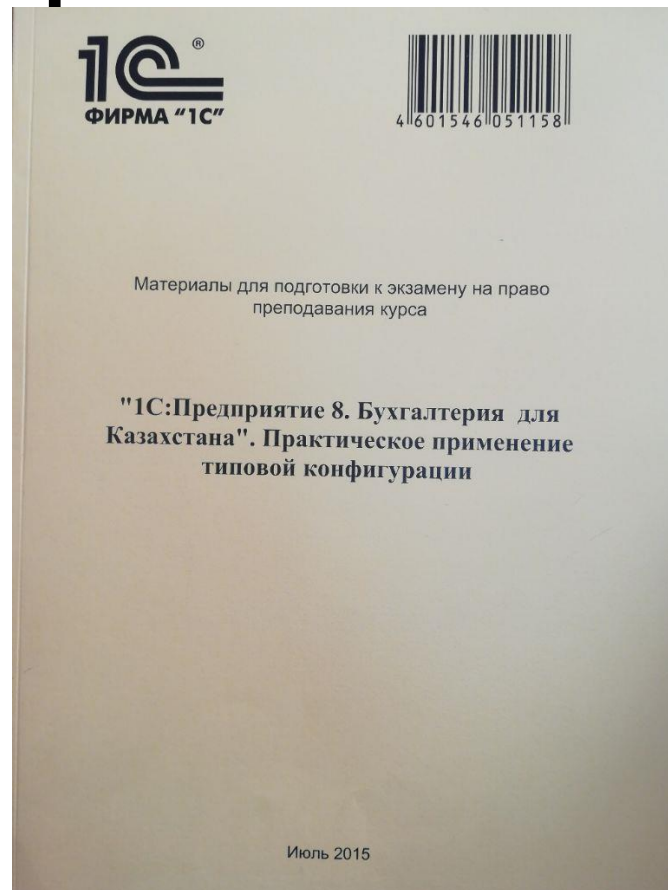 1С®
ФИРМА "1С"
4 601546 051158
Материалы для подготовки к экзамену на право
преподавания курса
"1С:Предприятие 8. Бухгалтерия для
Казахстана". Практическое применение
типовой конфигурации
Июль 2015